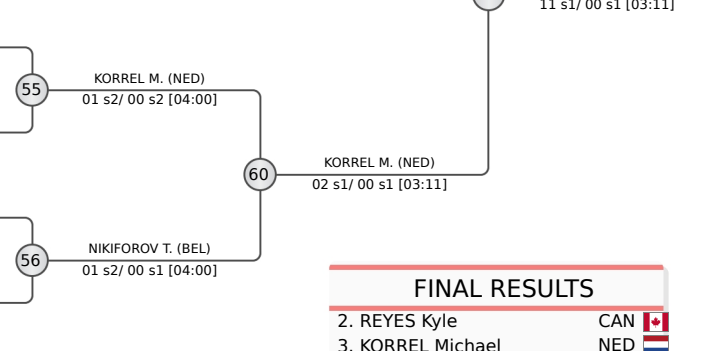 11 s1/ 00 s1 [03:11]
55
KORREL M. (NED)
01 s2/ 00 s2 [04:00]
60
KORREL M. (NED)
02 s1/ 00 s1 [03:11]
56
NIKIFOROV T. (BEL)
01 s2/ 00 s1 [04:00]
FINAL RESULTS
2. REYES Kyle CAN
3. KORREL Michael NED